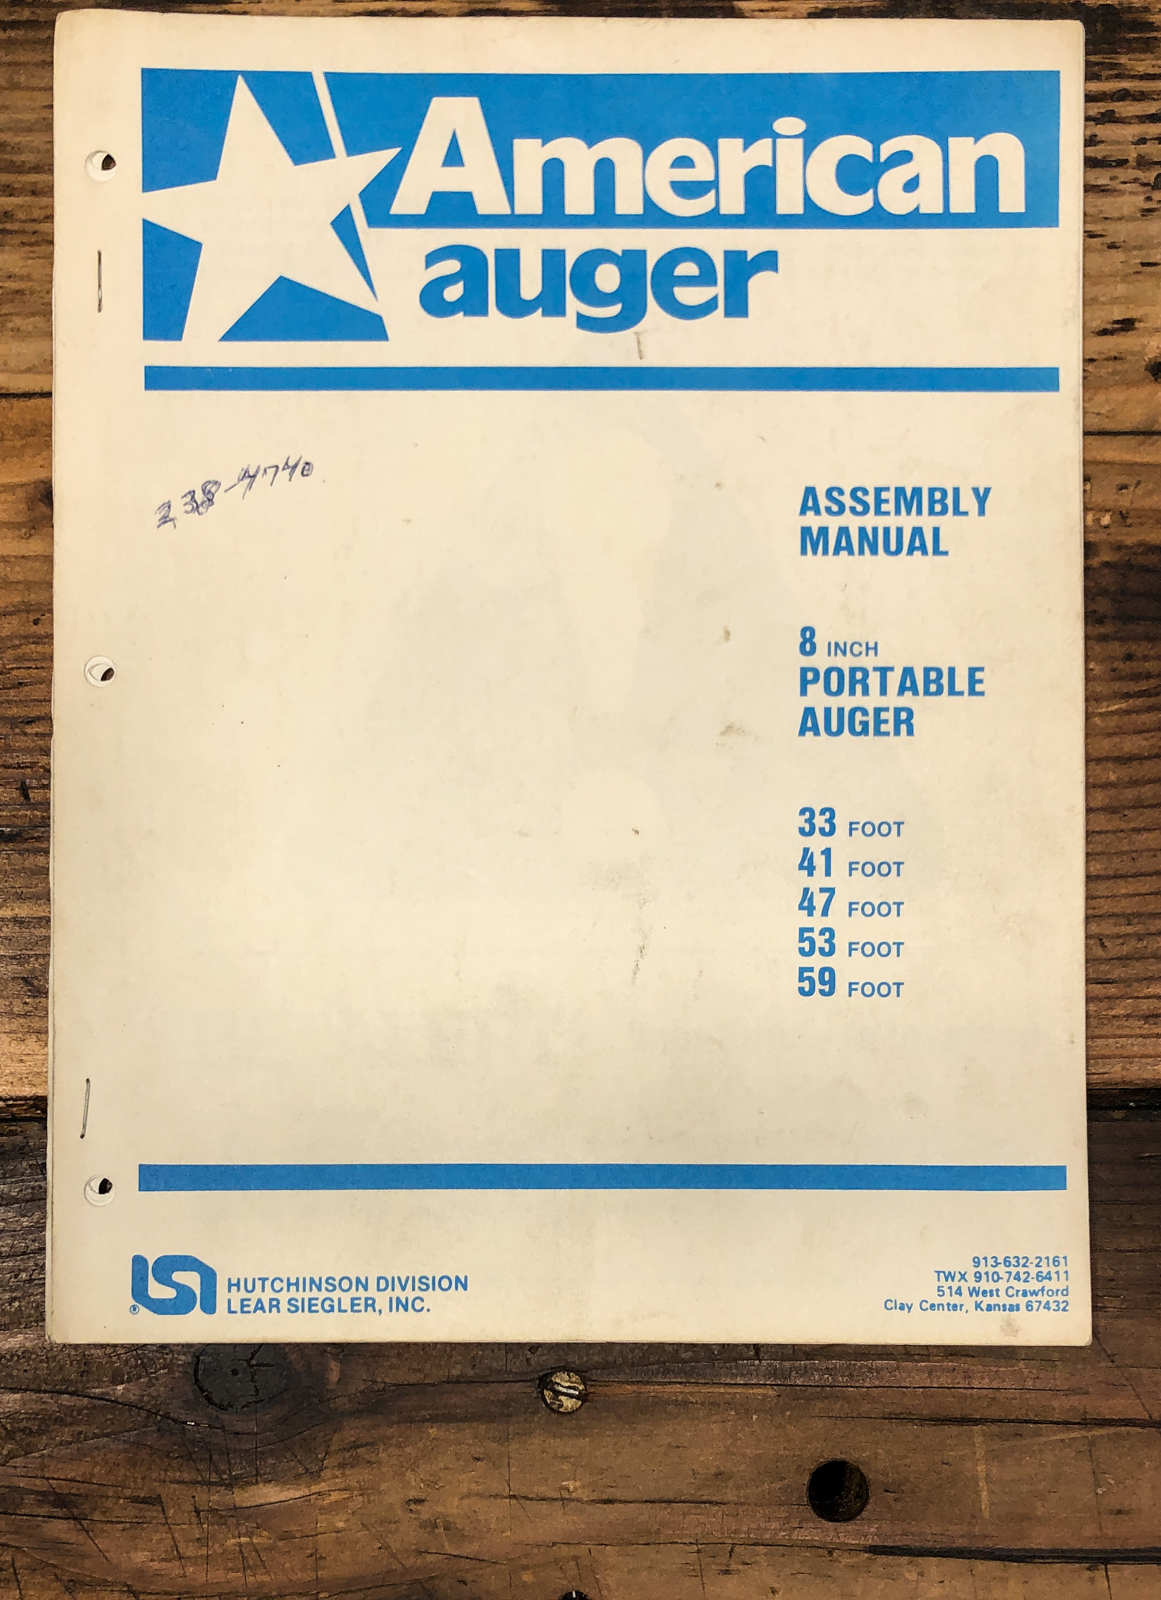 American
auger
238-4740
ASSEMBLY
MANUAL
8 INCH
PORTABLE
AUGER
33 FOOT
41 FOOT
47 FOOT
53 FOOT
59 FOOT
LSI
®
HUTCHINSON DIVISION
LEAR SIEGLER, INC.
913-632-2161
TWX 910-742-6411
514 West Crawford
Clay Center, Kansas 67432